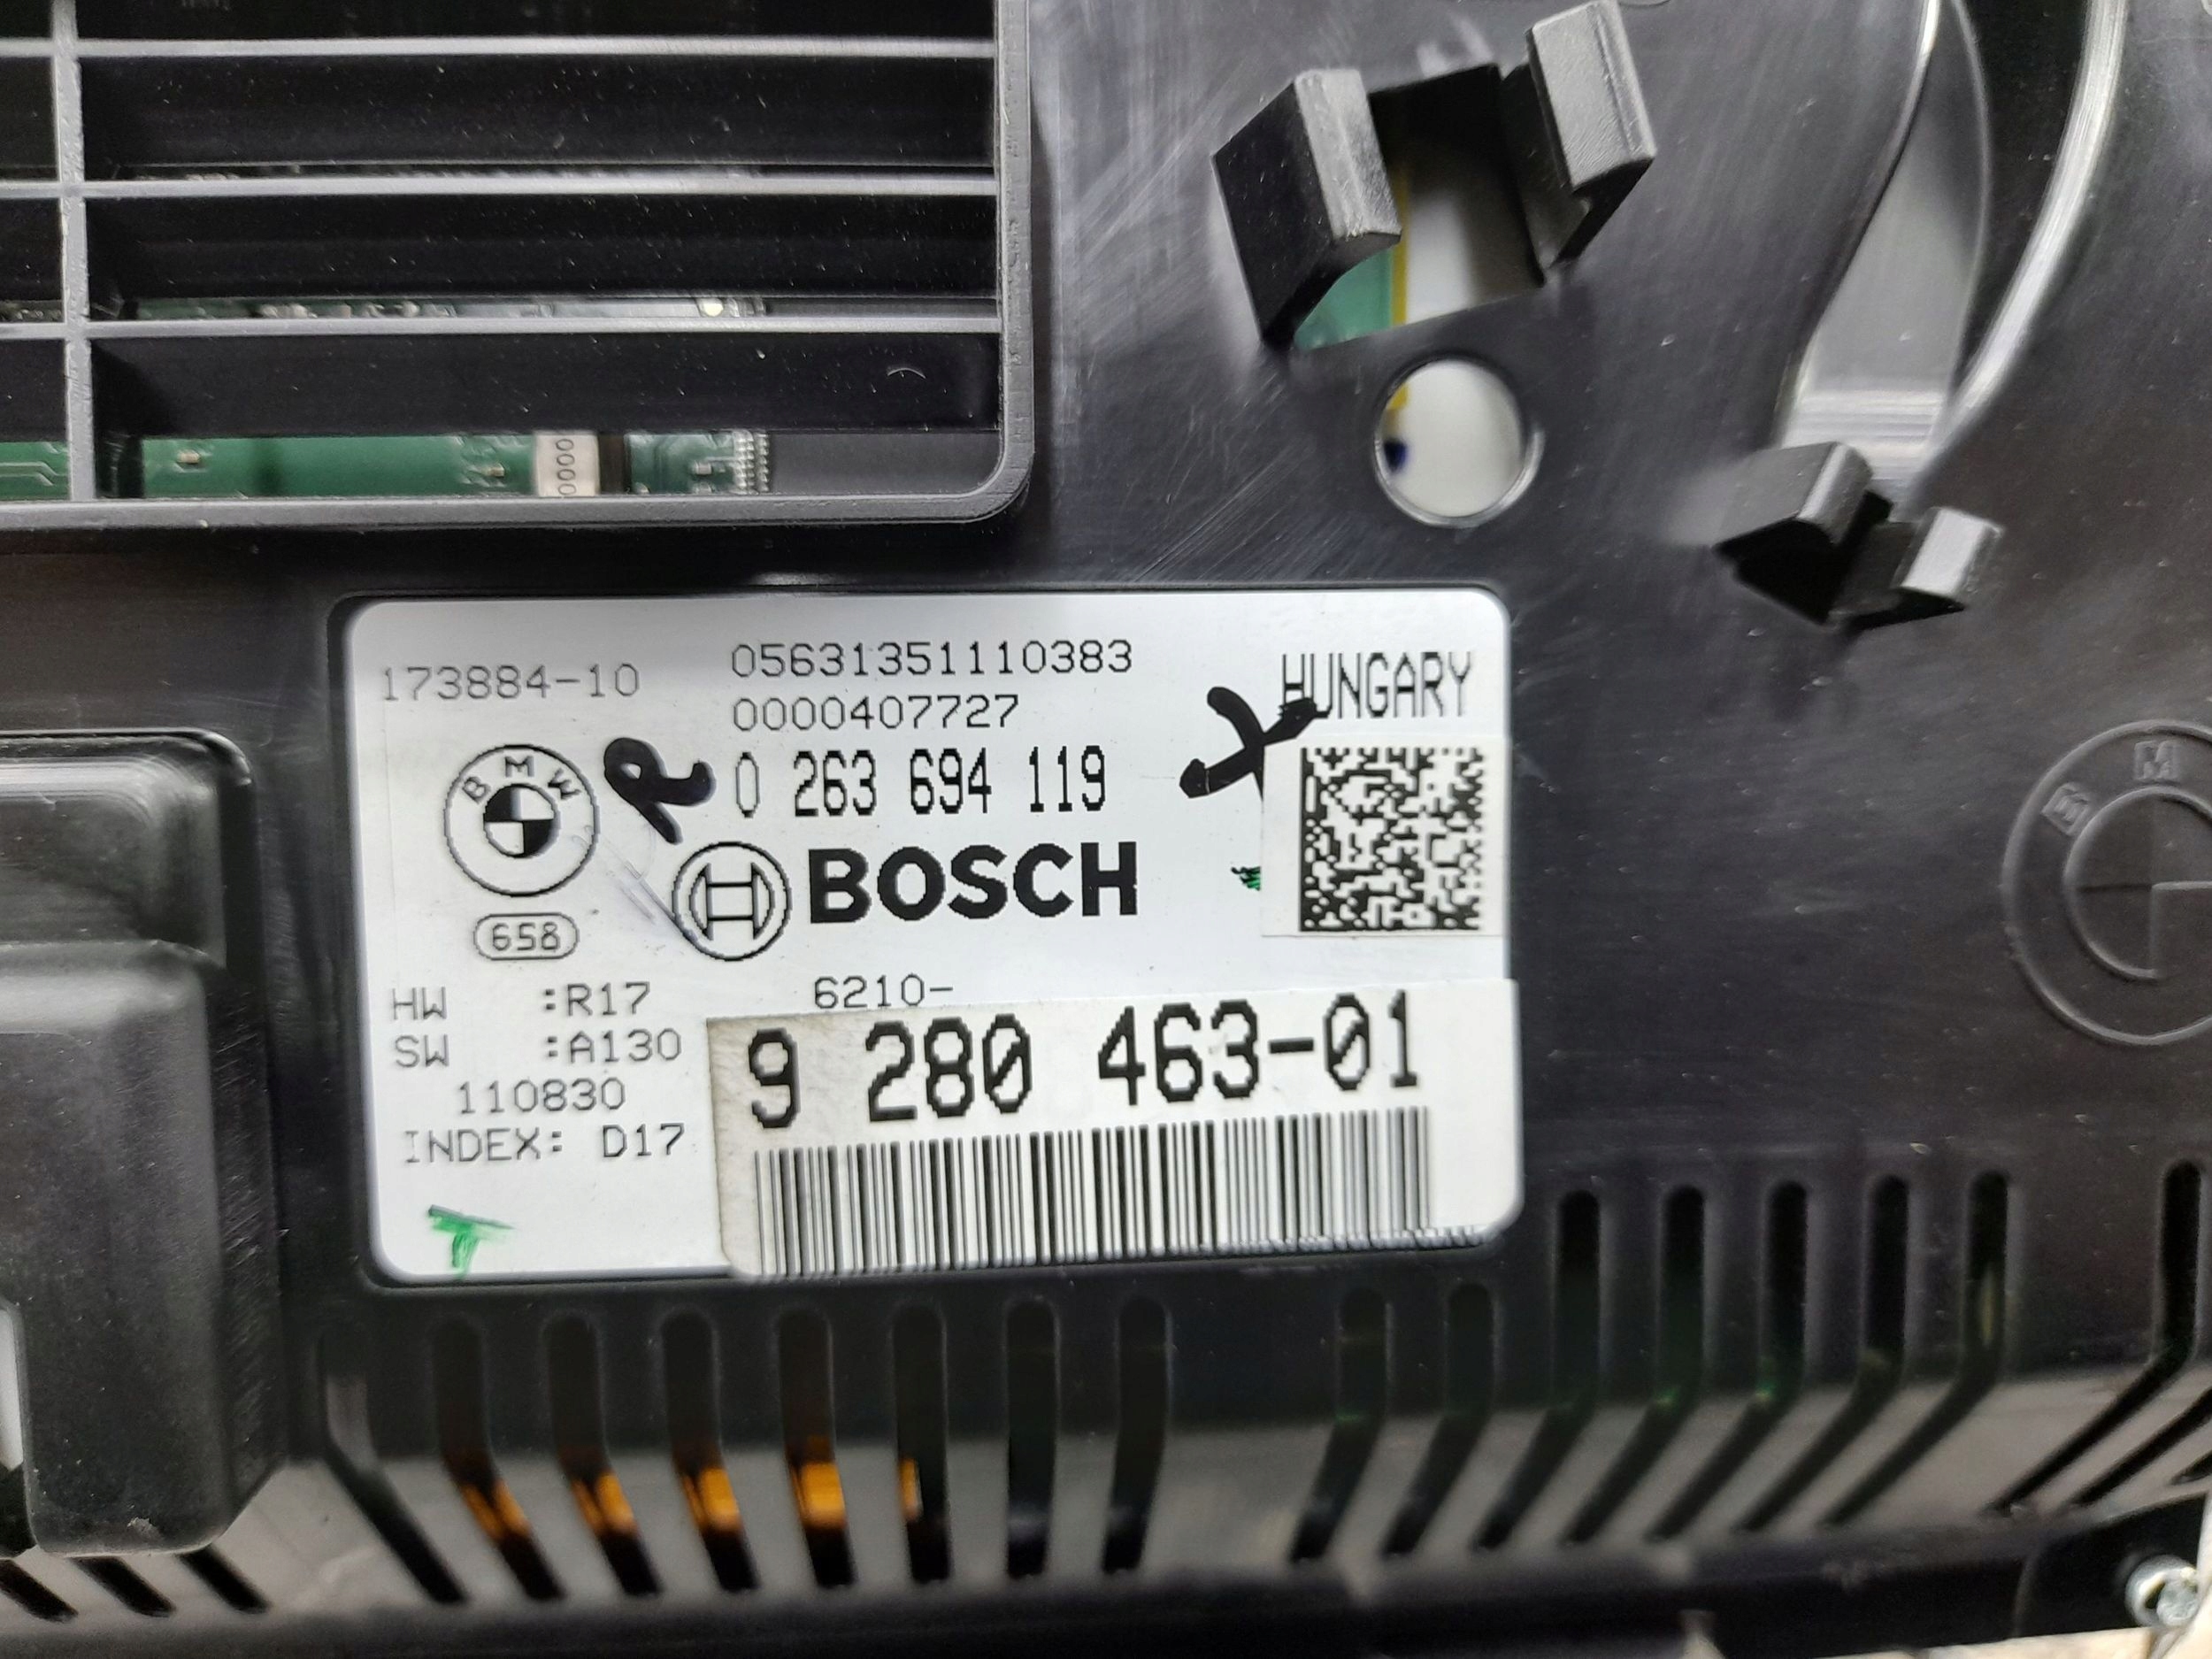 0000
173884-10
05631351110383
0000407727
HUNGARY
BMW
R
0 263 694 119
BOSCH
658
HW :R17
SW :A130
110830
INDEX: D17
6210-
9 280 463-01
B M